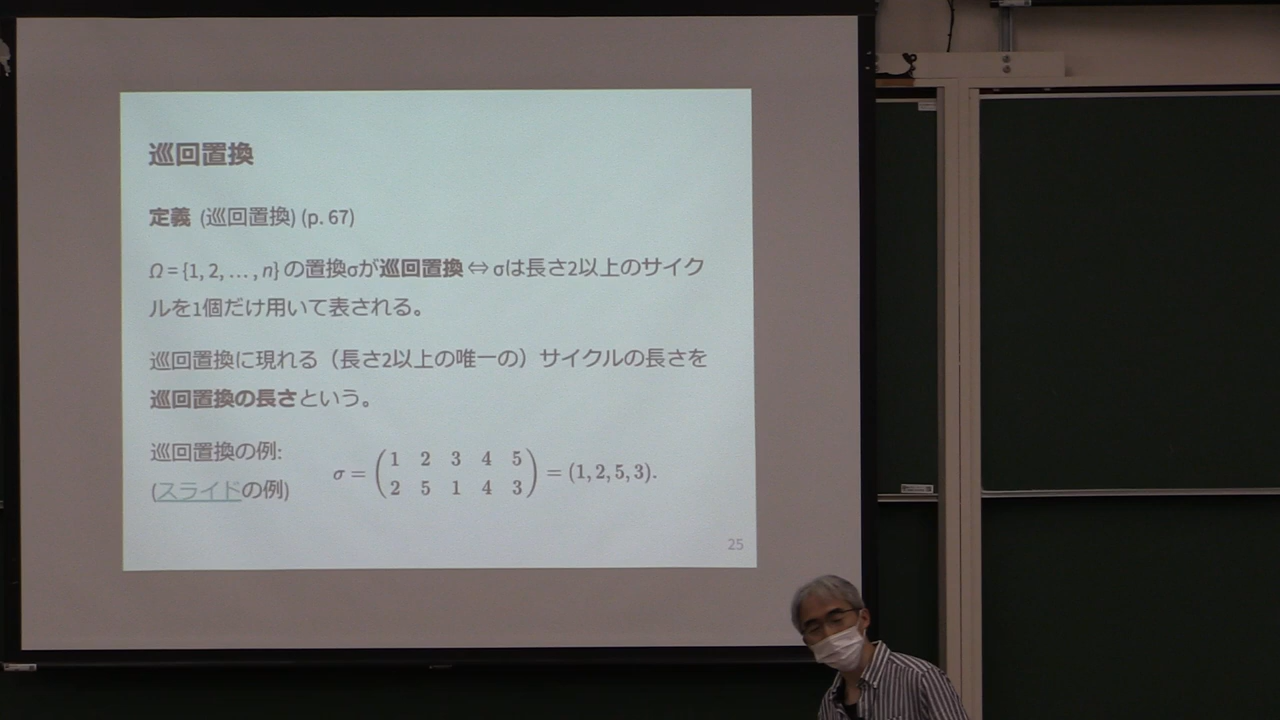 巡回置換
定義 (巡回置換) (p. 67)
Ω = {1, 2, … , n} の置換σが巡回置換 ⇔ σは長さ2以上のサイク
ルを1個だけ用いて表される。
巡回置換に現れる（長さ2以上の唯一の）サイクルの長さを
巡回置換の長さという。
巡回置換の例:
(スライドの例)
σ = ( 1 2 3 4 5
2 5 1 4 3 ) = (1, 2, 5, 3).
25